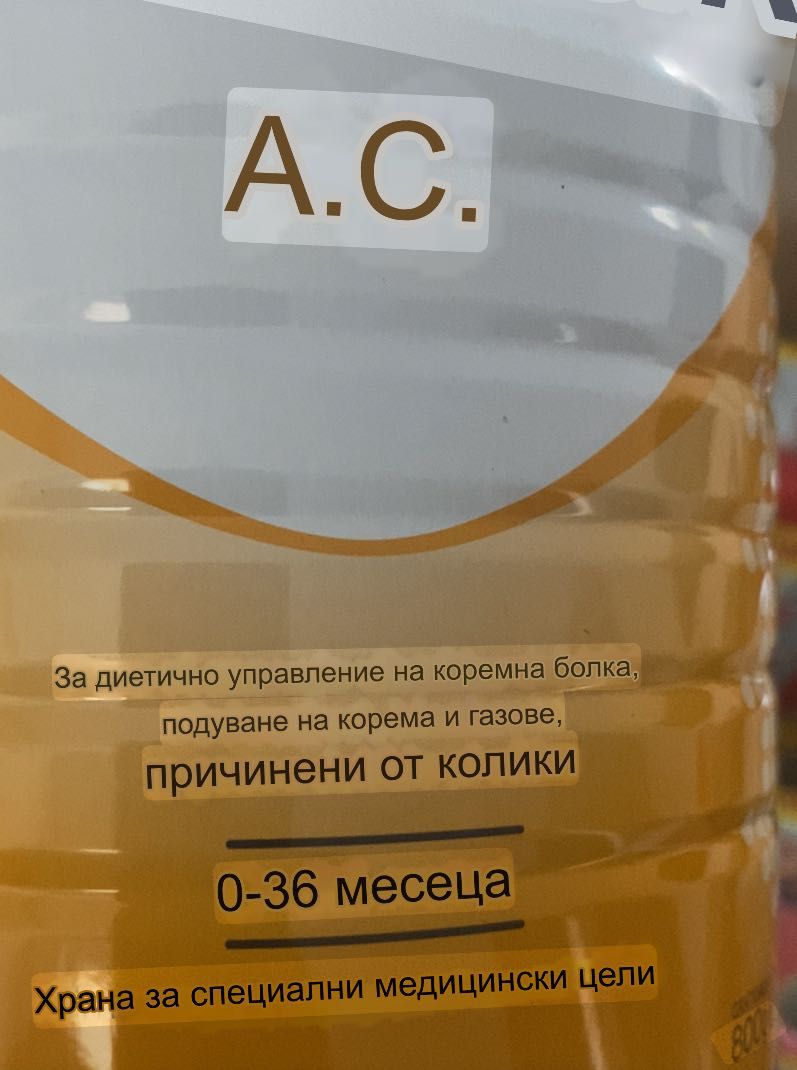 A.C.
За диетично управление на коремна болка,
подуване на корема и газове,
причинени от колики
0-36 месеца
Храна за специални медицински цели